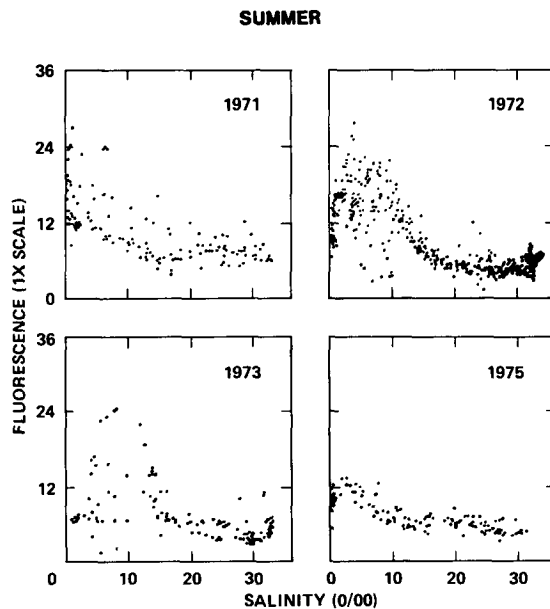 SUMMER
FLUORESCENCE (1X SCALE)
36
24
12
0
1971
1972
36
24
12
0
1973
1975
0 10 20 30
0 10 20 30
SALINITY (0/00)